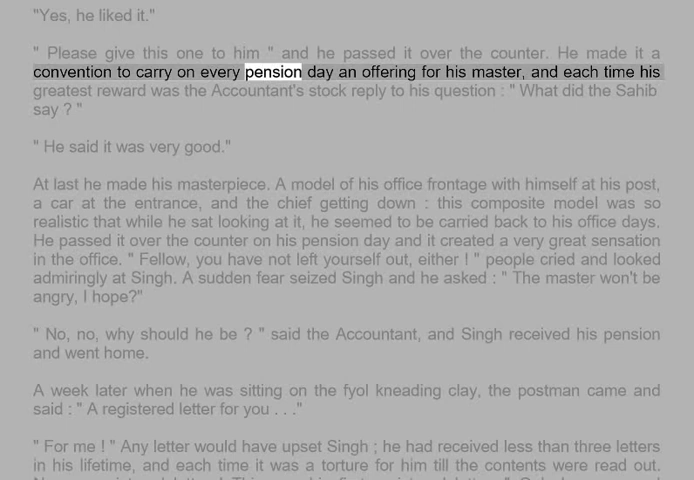 "Yes, he liked it."
" Please give this one to him " and he passed it over the counter. He made it a
convention to carry on every pension day an offering for his master, and each time his
greatest reward was the Accountant's stock reply to his question : " What did the Sahib
say ? "
" He said it was very good."
At last he made his masterpiece. A model of his office frontage with himself at his post,
a car at the entrance, and the chief getting down : this composite model was so
realistic that while he sat looking at it, he seemed to be carried back to his office days.
He passed it over the counter on his pension day and it created a very great sensation
in the office. " Fellow, you have not left yourself out, either ! " people cried and looked
admiringly at Singh. A sudden fear seized Singh and he asked : " The master won't be
angry, I hope?"
" No, no, why should he be ? " said the Accountant, and Singh received his pension
and went home.
A week later when he was sitting on the fyol kneading clay, the postman came and
said : " A registered letter for you . . ."
" For me ! " Any letter would have upset Singh ; he had received less than three letters
in his lifetime, and each time it was a torture for him till the contents were read out.